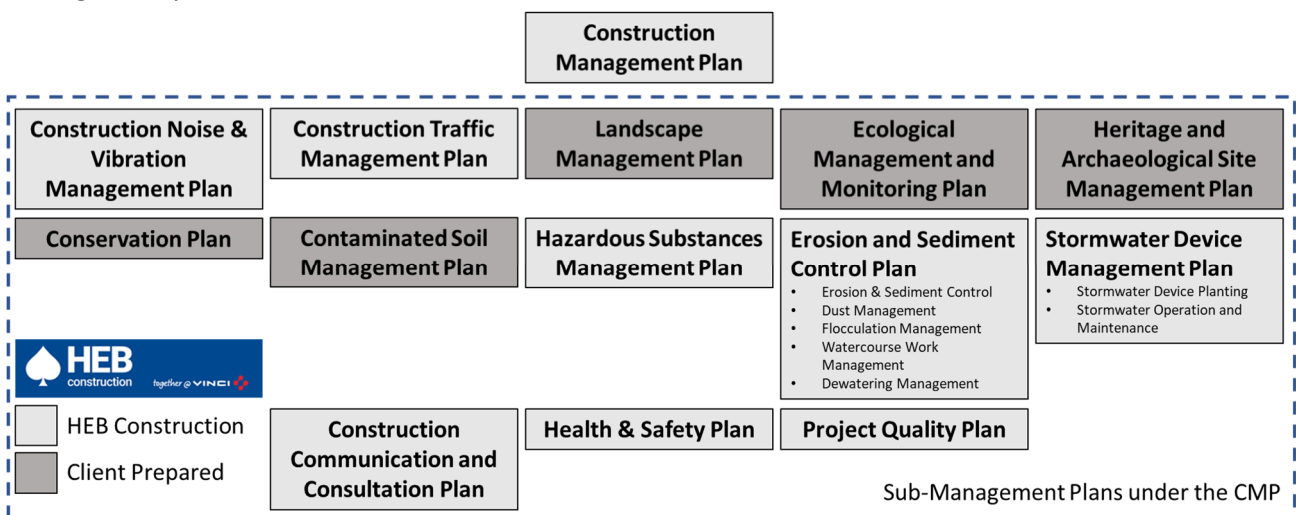 Construction
Management Plan
Construction Noise &
Vibration
Management Plan
Construction Traffic
Management Plan
Landscape
Management Plan
Ecological
Management and
Monitoring Plan
Heritage and
Archaeological Site
Management Plan
Conservation Plan
Contaminated Soil
Management Plan
Hazardous Substances
Management Plan
Erosion and Sediment
Control Plan
• Erosion & Sediment Control
• Dust Management
• Flocculation Management
• Watercourse Work
Management
• Dewatering Management
Stormwater Device
Management Plan
• Stormwater Device Planting
• Stormwater Operation and
Maintenance
HEB
construction
together @ VINCI
HEB Construction
Client Prepared
Construction
Communication and
Consultation Plan
Health & Safety Plan
Project Quality Plan
Sub-Management Plans under the CMP